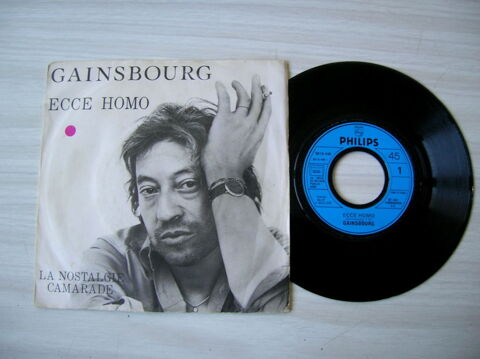 GAINSBOURG
ECCE HOMO
LA NOSTALGIE
CAMARADE
PHILIPS
45
1
ECCE HOMO
GAINSBOURG